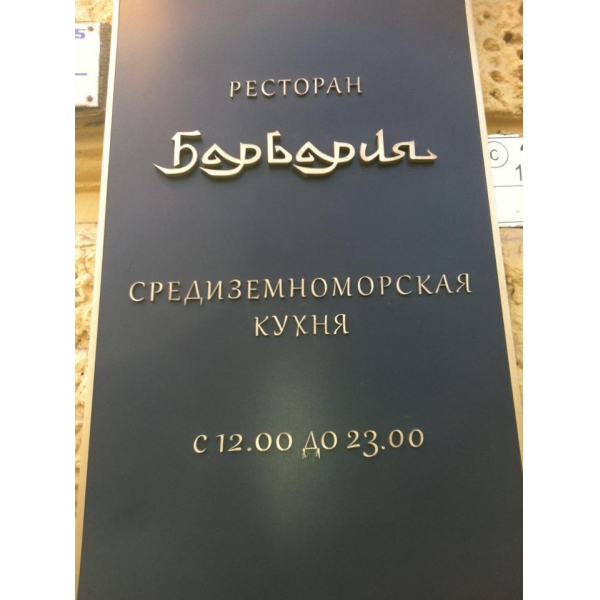 РЕСТОРАН
Барбария
СРЕДИЗЕМНОМОРСКАЯ
КУХНЯ
С 12.00 ДО 23.00